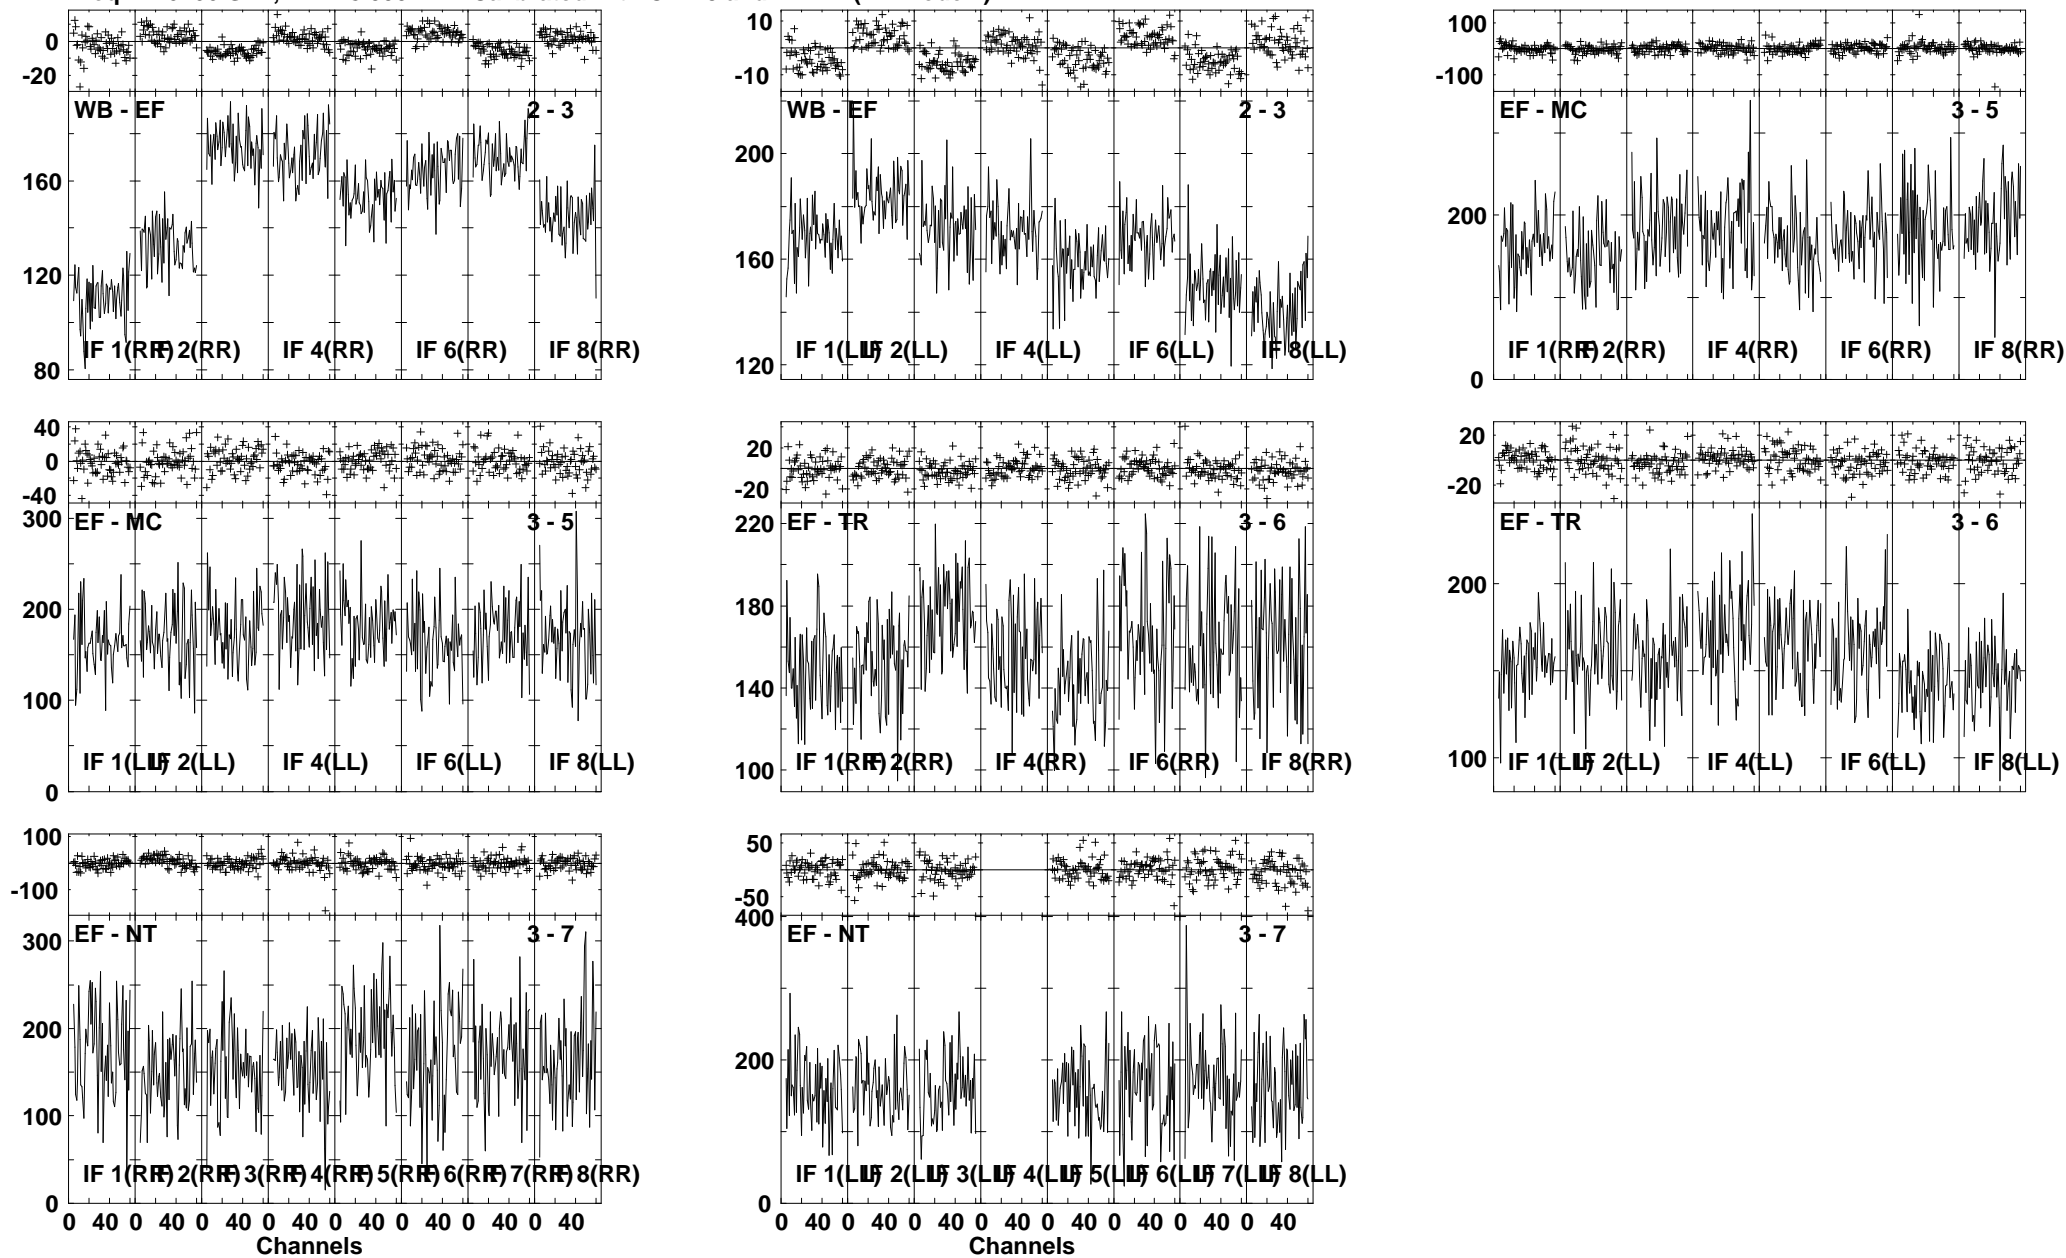 0
-20
WB - EF 2 - 3
160
120
80
IF 1(RR) IF 2(RR) IF 4(RR) IF 6(RR) IF 8(RR)
10
-10
WB - EF 2 - 3
200
160
120
IF 1(LL) IF 2(LL) IF 4(LL) IF 6(LL) IF 8(LL)
100
-100
EF - MC 3 - 5
200
0
IF 1(RR) IF 2(RR) IF 4(RR) IF 6(RR) IF 8(RR)
40
0
-40
300
EF - MC 3 - 5
200
100
0
IF 1(LL) IF 2(LL) IF 4(LL) IF 6(LL) IF 8(LL)
20
-20
220
EF - TR 3 - 6
180
140
100
IF 1(RR) IF 2(RR) IF 4(RR) IF 6(RR) IF 8(RR)
20
-20
EF - TR 3 - 6
200
100
IF 1(LL) IF 2(LL) IF 4(LL) IF 6(LL) IF 8(LL)
100
-100
EF - NT 3 - 7
300
200
100
0
IF 1(RR) IF 2(RR) IF 3(RR) IF 4(RR) IF 5(RR) IF 6(RR) IF 7(RR) IF 8(RR)
0 40 0 40 0 40 0 40 0 40 0 40 0 40 0 40
Channels
50
-50
400
EF - NT 3 - 7
200
0
IF 1(LL) IF 2(LL) IF 3(LL) IF 4(LL) IF 5(LL) IF 6(LL) IF 7(LL) IF 8(LL)
0 40 0 40 0 40 0 40 0 40 0 40 0 40 0 40
Channels